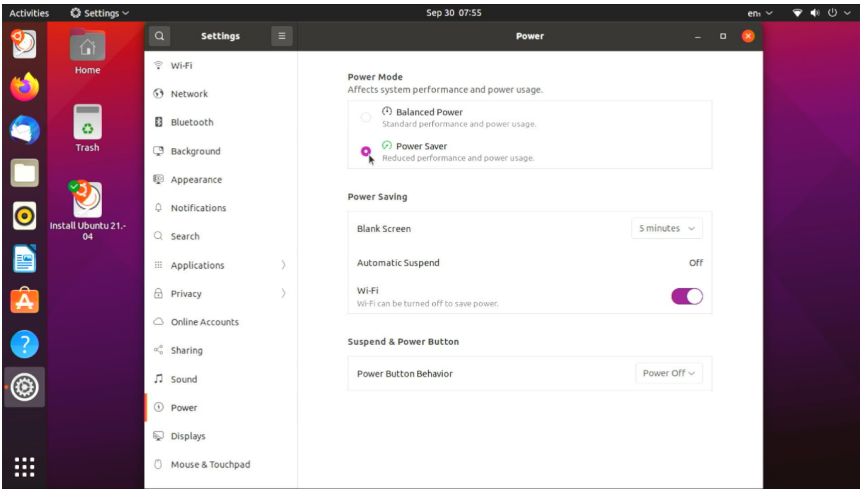 Activities
Settings
Sep 30 07:55
en₁
Settings
Power
Home
Trash
Install Ubuntu 21.-
04
Wi-Fi
Network
Bluetooth
Background
Appearance
Notifications
Search
Applications
Privacy
Online Accounts
Sharing
Sound
Power
Displays
Mouse & Touchpad
Power Mode
Affects system performance and power usage.
Balanced Power
Standard performance and power usage.
Power Saver
Reduced performance and power usage.
Power Saving
Blank Screen
5 minutes
Automatic Suspend
Off
Wi-Fi
Wi-Fi can be turned off to save power.
Suspend & Power Button
Power Button Behavior
Power Off